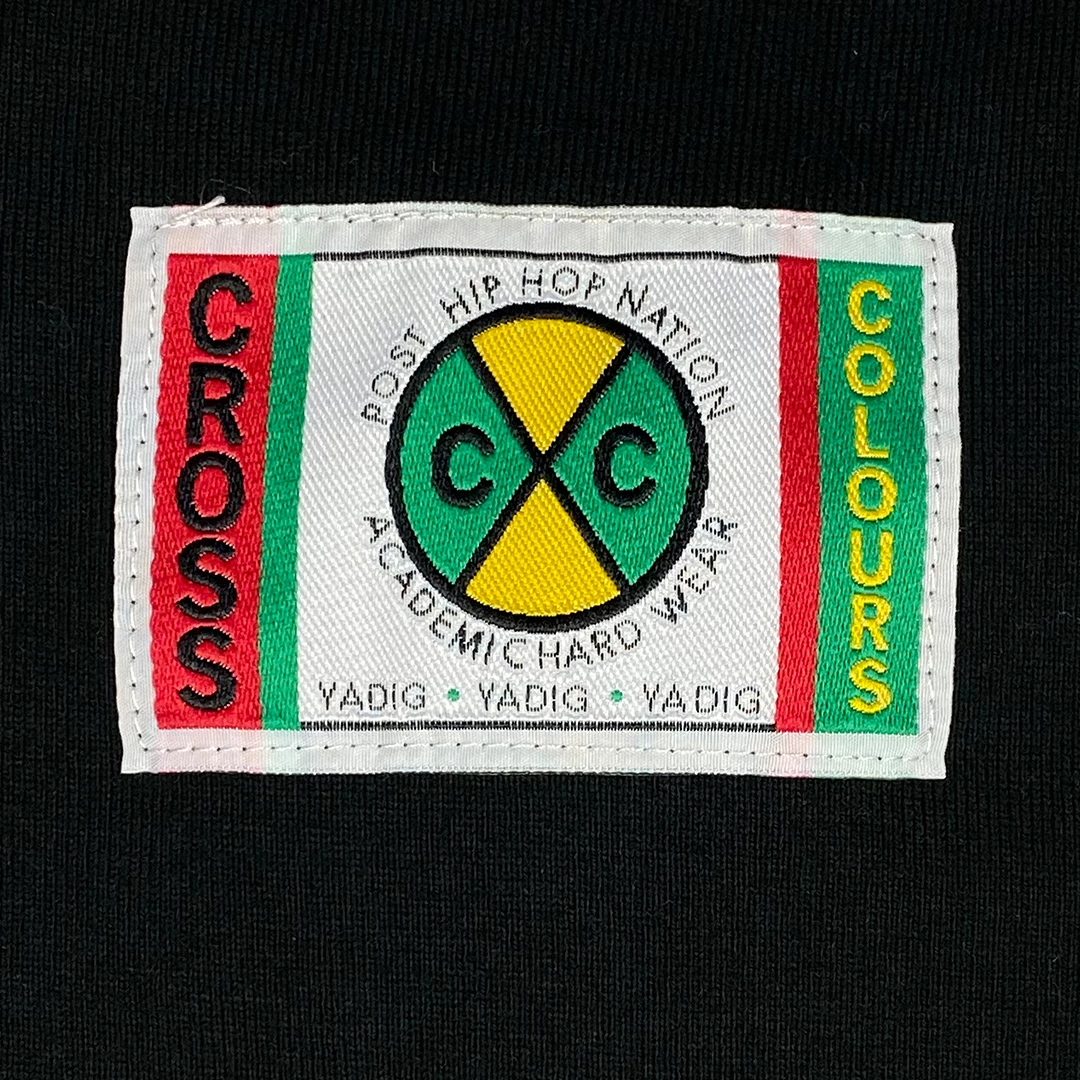 CROSS
POST HIP HOP NATION
C C
ACADEMIC HARD WEAR
YADIG • YADIG • YADIG
COLOURS